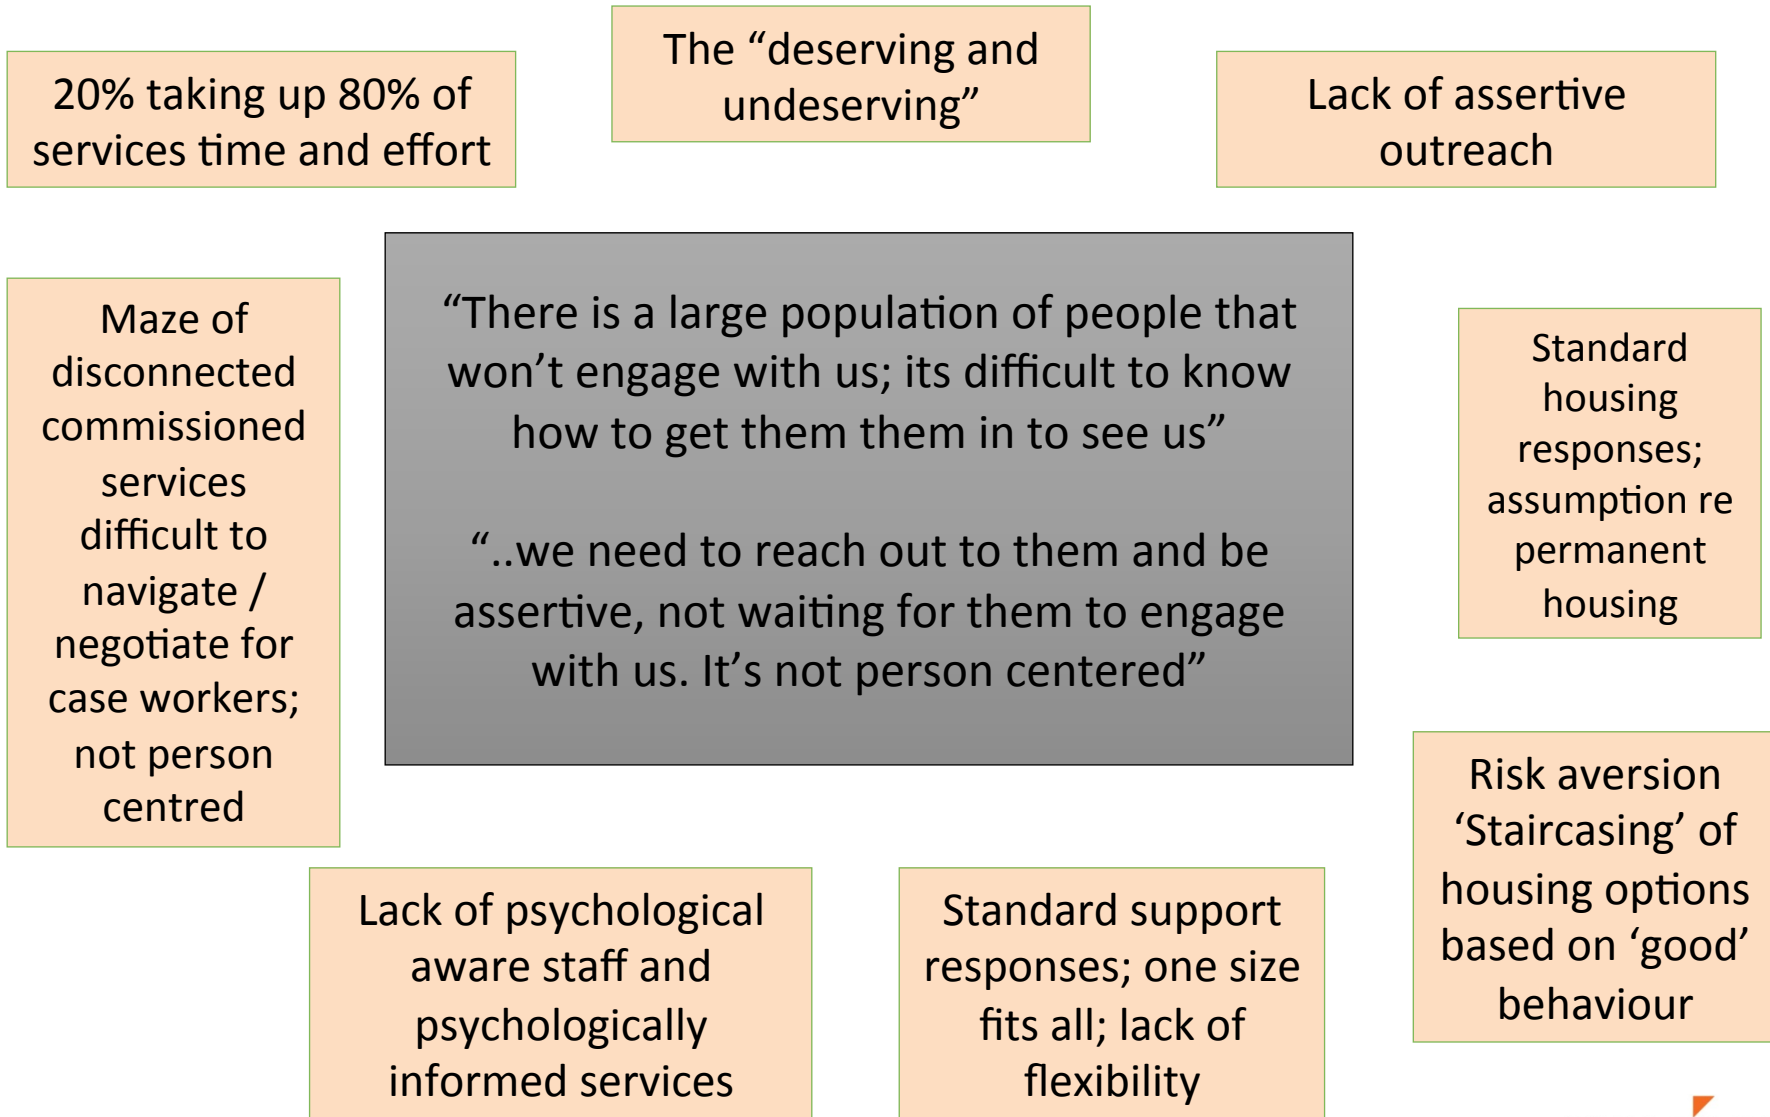 The “deserving and
undeserving”
20% taking up 80% of
services time and effort
Lack of assertive
outreach
Maze of
disconnected
commissioned
services
difficult to
navigate /
negotiate for
case workers;
not person
centred
“There is a large population of people that
won’t engage with us; its difficult to know
how to get them them in to see us”
“..we need to reach out to them and be
assertive, not waiting for them to engage
with us. It’s not person centered”
Standard
housing
responses;
assumption re
permanent
housing
Risk aversion
‘Staircasing’ of
housing options
based on ‘good’
behaviour
Lack of psychological
aware staff and
psychologically
informed services
Standard support
responses; one size
fits all; lack of
flexibility